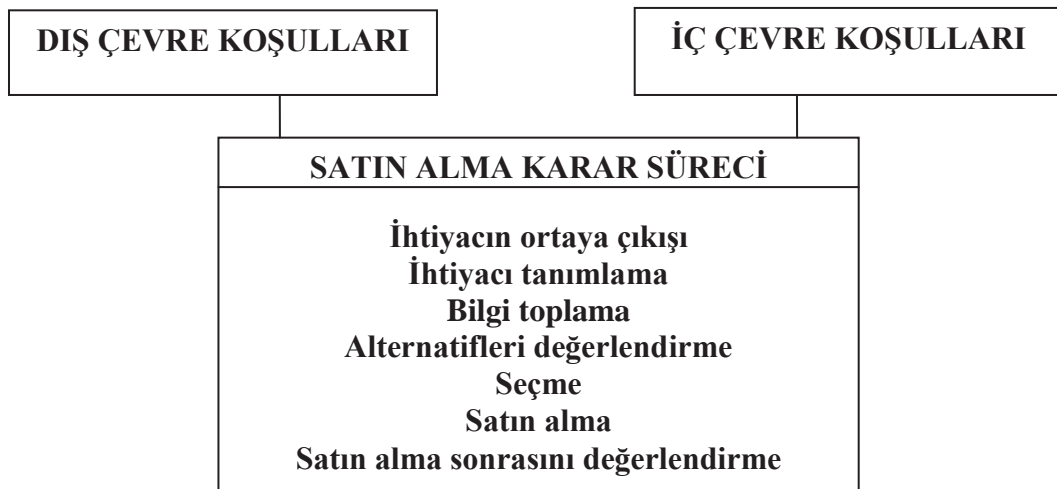 DIŞ ÇEVRE KOŞULLARI
İÇ ÇEVRE KOŞULLARI
SATIN ALMA KARAR SÜRECİ
İhtiyacın ortaya çıkışı
İhtiyacı tanımlama
Bilgi toplama
Alternatifleri değerlendirme
Seçme
Satın alma
Satın alma sonrasını değerlendirme